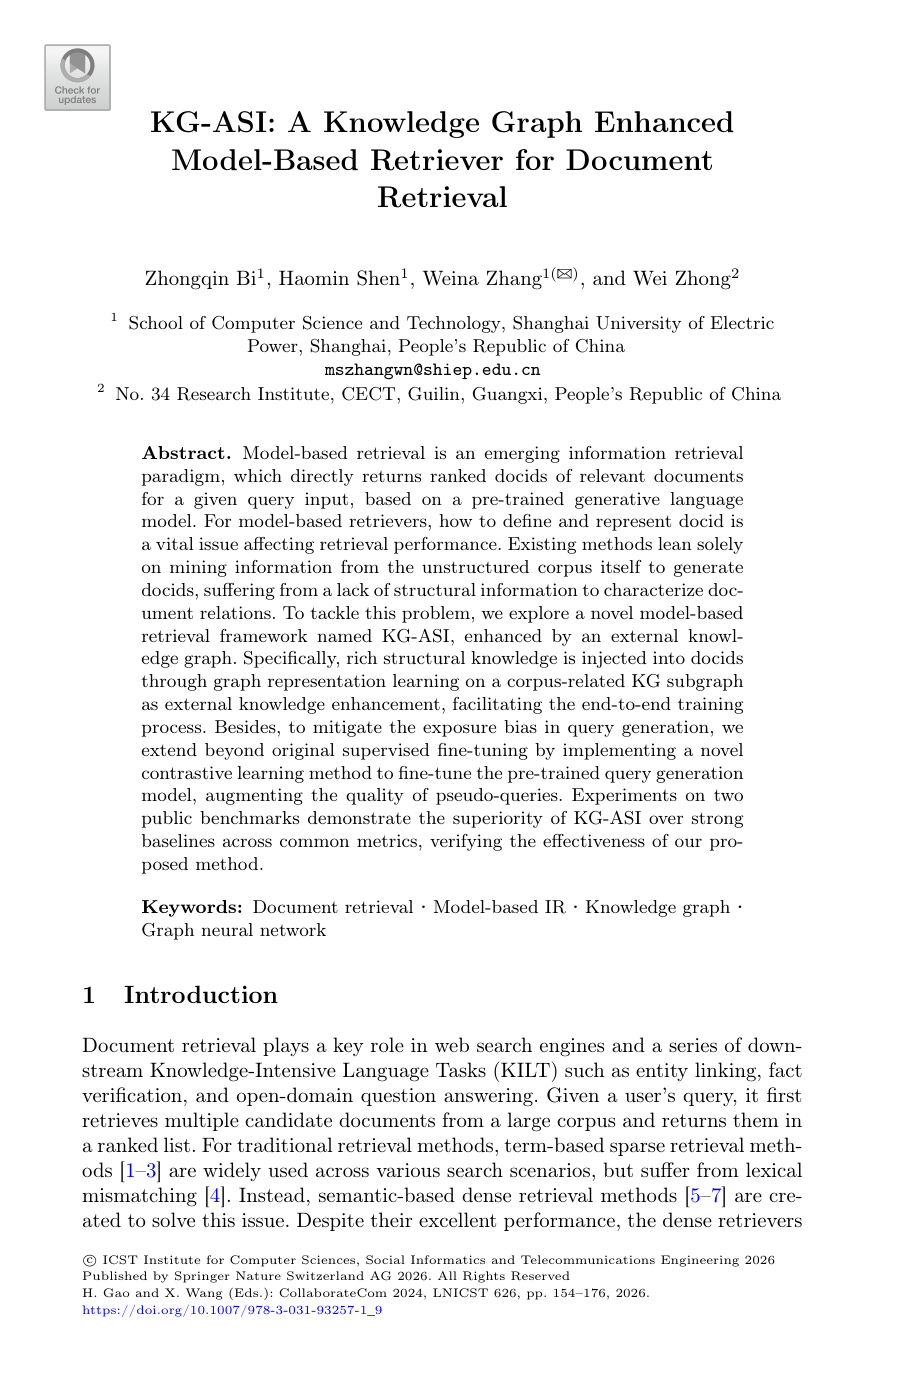 Check for
updates
KG-ASI: A Knowledge Graph Enhanced
Model-Based Retriever for Document
Retrieval
Zhongqin Bi¹, Haomin Shen¹, Weina Zhang¹⁽✉⁾, and Wei Zhong²
¹ School of Computer Science and Technology, Shanghai University of Electric
Power, Shanghai, People's Republic of China
mszhangwn@shiep.edu.cn
² No. 34 Research Institute, CECT, Guilin, Guangxi, People's Republic of China
Abstract. Model-based retrieval is an emerging information retrieval
paradigm, which directly returns ranked docids of relevant documents
for a given query input, based on a pre-trained generative language
model. For model-based retrievers, how to define and represent docid is
a vital issue affecting retrieval performance. Existing methods lean solely
on mining information from the unstructured corpus itself to generate
docids, suffering from a lack of structural information to characterize doc-
ument relations. To tackle this problem, we explore a novel model-based
retrieval framework named KG-ASI, enhanced by an external knowl-
edge graph. Specifically, rich structural knowledge is injected into docids
through graph representation learning on a corpus-related KG subgraph
as external knowledge enhancement, facilitating the end-to-end training
process. Besides, to mitigate the exposure bias in query generation, we
extend beyond original supervised fine-tuning by implementing a novel
contrastive learning method to fine-tune the pre-trained query generation
model, augmenting the quality of pseudo-queries. Experiments on two
public benchmarks demonstrate the superiority of KG-ASI over strong
baselines across common metrics, verifying the effectiveness of our pro-
posed method.
Keywords: Document retrieval · Model-based IR · Knowledge graph ·
Graph neural network
1 Introduction
Document retrieval plays a key role in web search engines and a series of down-
stream Knowledge-Intensive Language Tasks (KILT) such as entity linking, fact
verification, and open-domain question answering. Given a user's query, it first
retrieves multiple candidate documents from a large corpus and returns them in
a ranked list. For traditional retrieval methods, term-based sparse retrieval meth-
ods [1–3] are widely used across various search scenarios, but suffer from lexical
mismatching [4]. Instead, semantic-based dense retrieval methods [5–7] are cre-
ated to solve this issue. Despite their excellent performance, the dense retrievers
© ICST Institute for Computer Sciences, Social Informatics and Telecommunications Engineering 2026
Published by Springer Nature Switzerland AG 2026. All Rights Reserved
H. Gao and X. Wang (Eds.): CollaborateCom 2024, LNICST 626, pp. 154–176, 2026.
https://doi.org/10.1007/978-3-031-93257-1_9